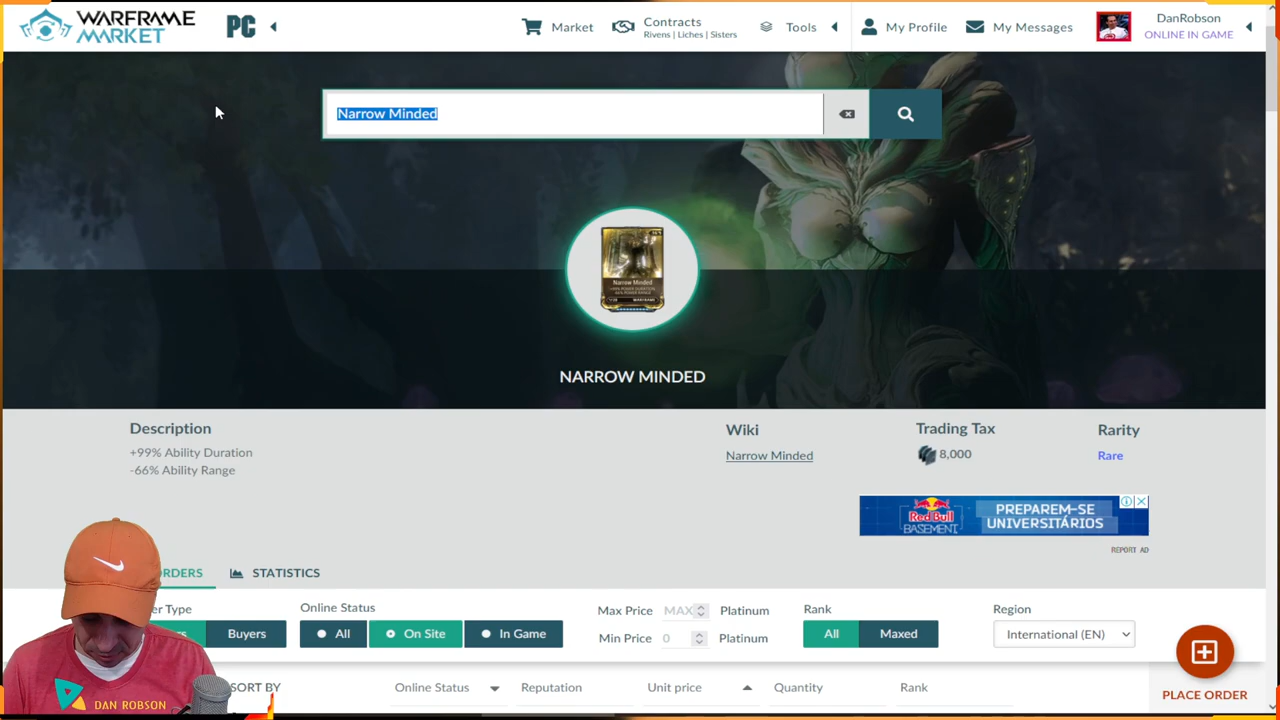 WARFRAME
MARKET
PC
Market
Contracts
Rivens | Liches | Sisters
Tools
My Profile
My Messages
DanRobson
ONLINE IN GAME
Narrow Minded
Narrow Minded
NARROW MINDED
Description
+99% Ability Duration
-66% Ability Range
Wiki
Narrow Minded
Trading Tax
8,000
Rarity
Rare
Red Bull
BASEMENT
PREPAREM-SE
UNIVERSITÁRIOS
REPORT AD
ORDERS
STATISTICS
er Type
rs
Buyers
Online Status
All
On Site
In Game
Max Price
MAX
Platinum
Min Price
0
Platinum
Rank
All
Maxed
Region
International (EN)
SORT BY
Online Status
Reputation
Unit price
Quantity
Rank
PLACE ORDER
DAN ROBSON